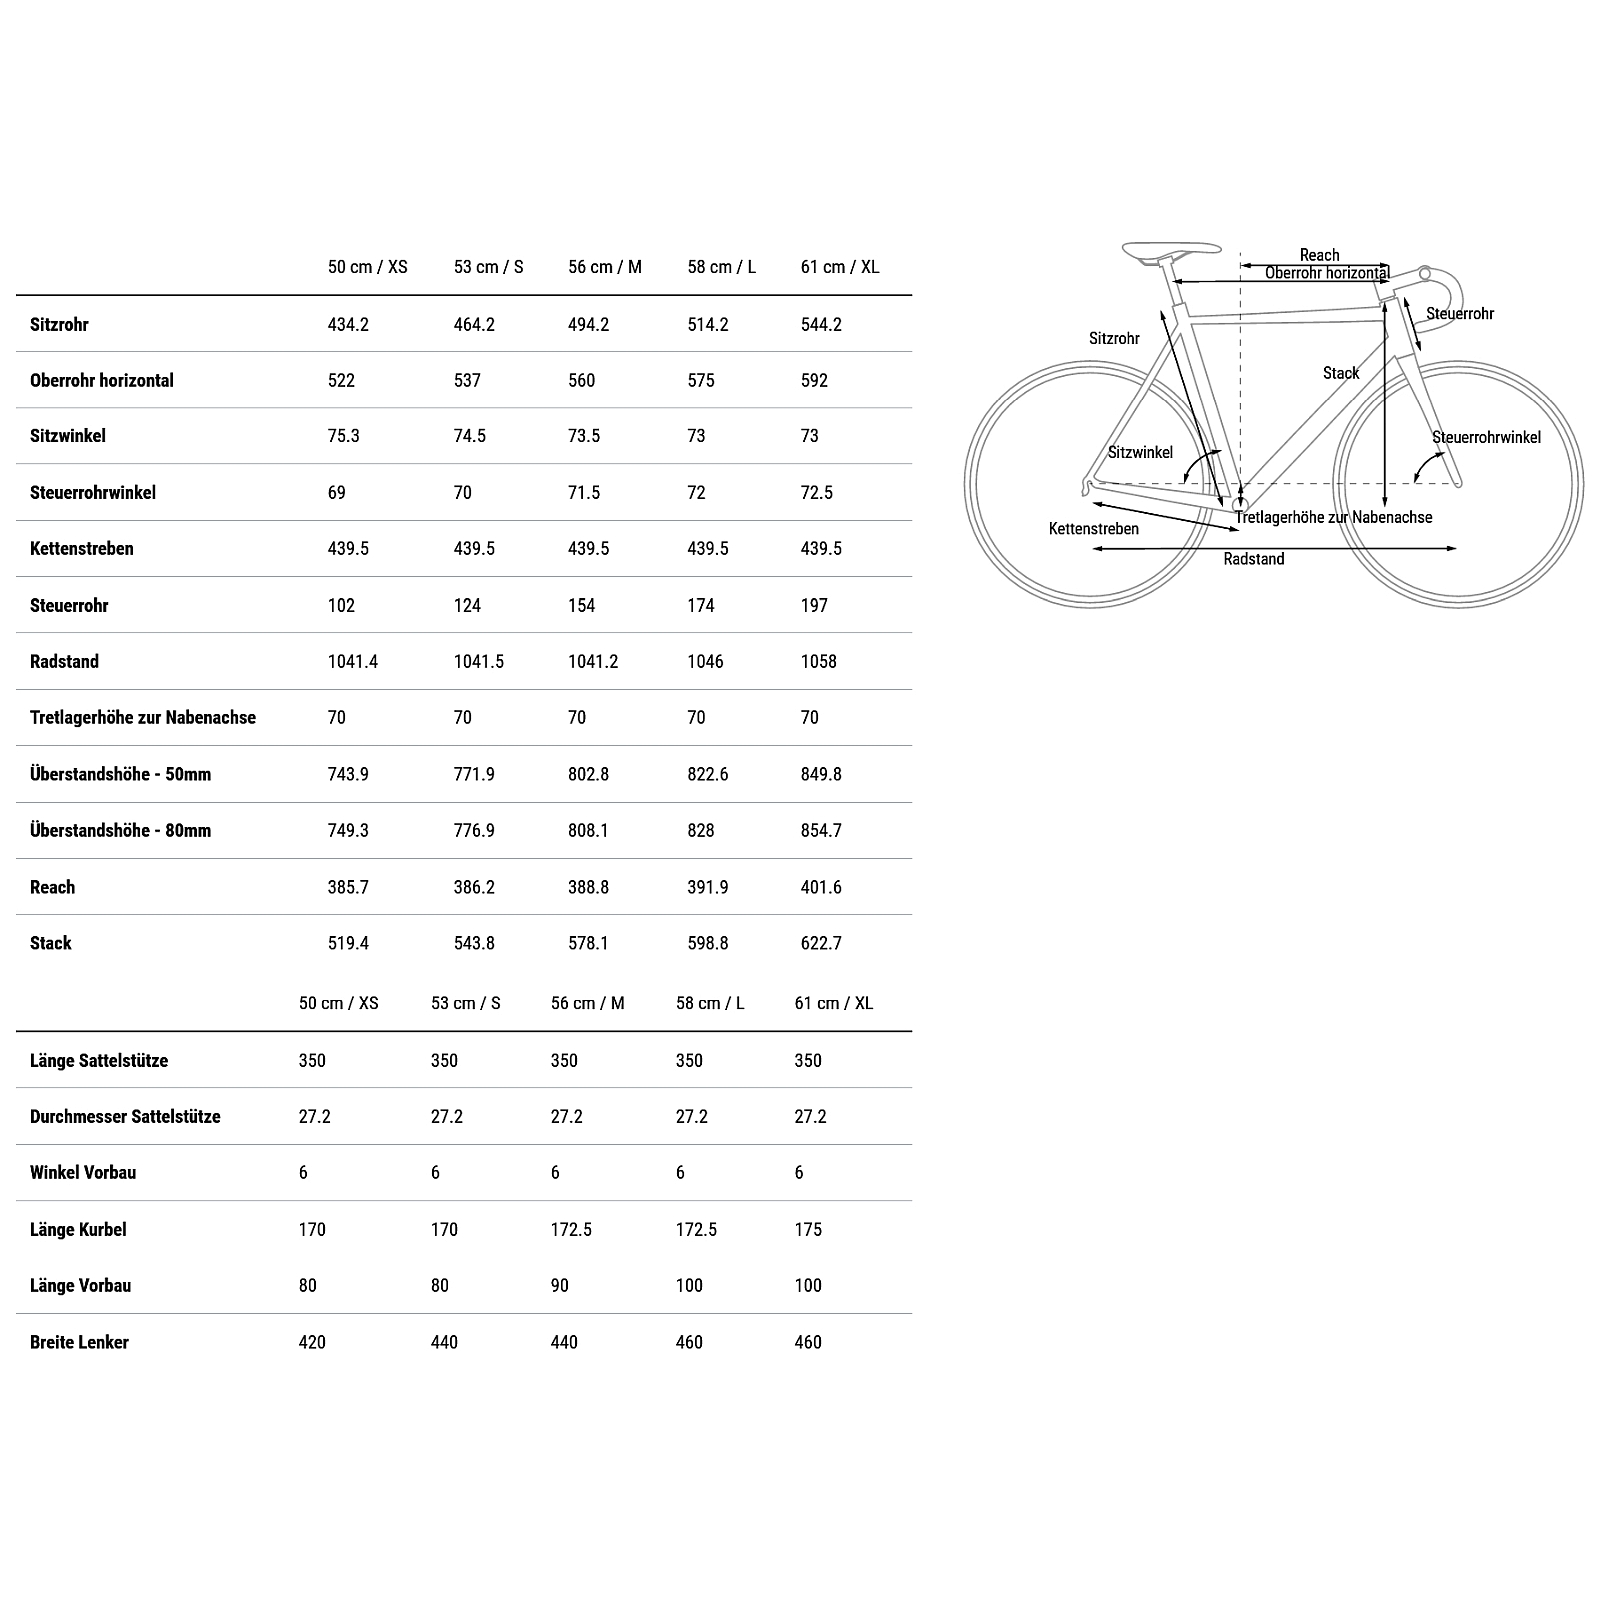 50 cm / XS 53 cm / S 56 cm / M 58 cm / L 61 cm / XL
Sitzrohr 434.2 464.2 494.2 514.2 544.2
Oberrohr horizontal 522 537 560 575 592
Sitzwinkel 75.3 74.5 73.5 73 73
Steuerrohrwinkel 69 70 71.5 72 72.5
Kettenstreben 439.5 439.5 439.5 439.5 439.5
Steuerrohr 102 124 154 174 197
Radstand 1041.4 1041.5 1041.2 1046 1058
Tretlagerhöhe zur Nabenachse 70 70 70 70 70
Überstandshöhe - 50mm 743.9 771.9 802.8 822.6 849.8
Überstandshöhe - 80mm 749.3 776.9 808.1 828 854.7
Reach 385.7 386.2 388.8 391.9 401.6
Stack 519.4 543.8 578.1 598.8 622.7
50 cm / XS 53 cm / S 56 cm / M 58 cm / L 61 cm / XL
Länge Sattelstütze 350 350 350 350 350
Durchmesser Sattelstütze 27.2 27.2 27.2 27.2 27.2
Winkel Vorbau 6 6 6 6 6
Länge Kurbel 170 170 172.5 172.5 175
Länge Vorbau 80 80 90 100 100
Breite Lenker 420 440 440 460 460
Reach
Oberrohr horizontal
Steuerrohr
Sitzrohr
Stack
Steuerrohrwinkel
Sitzwinkel
Tretlagerhöhe zur Nabenachse
Kettenstreben
Radstand